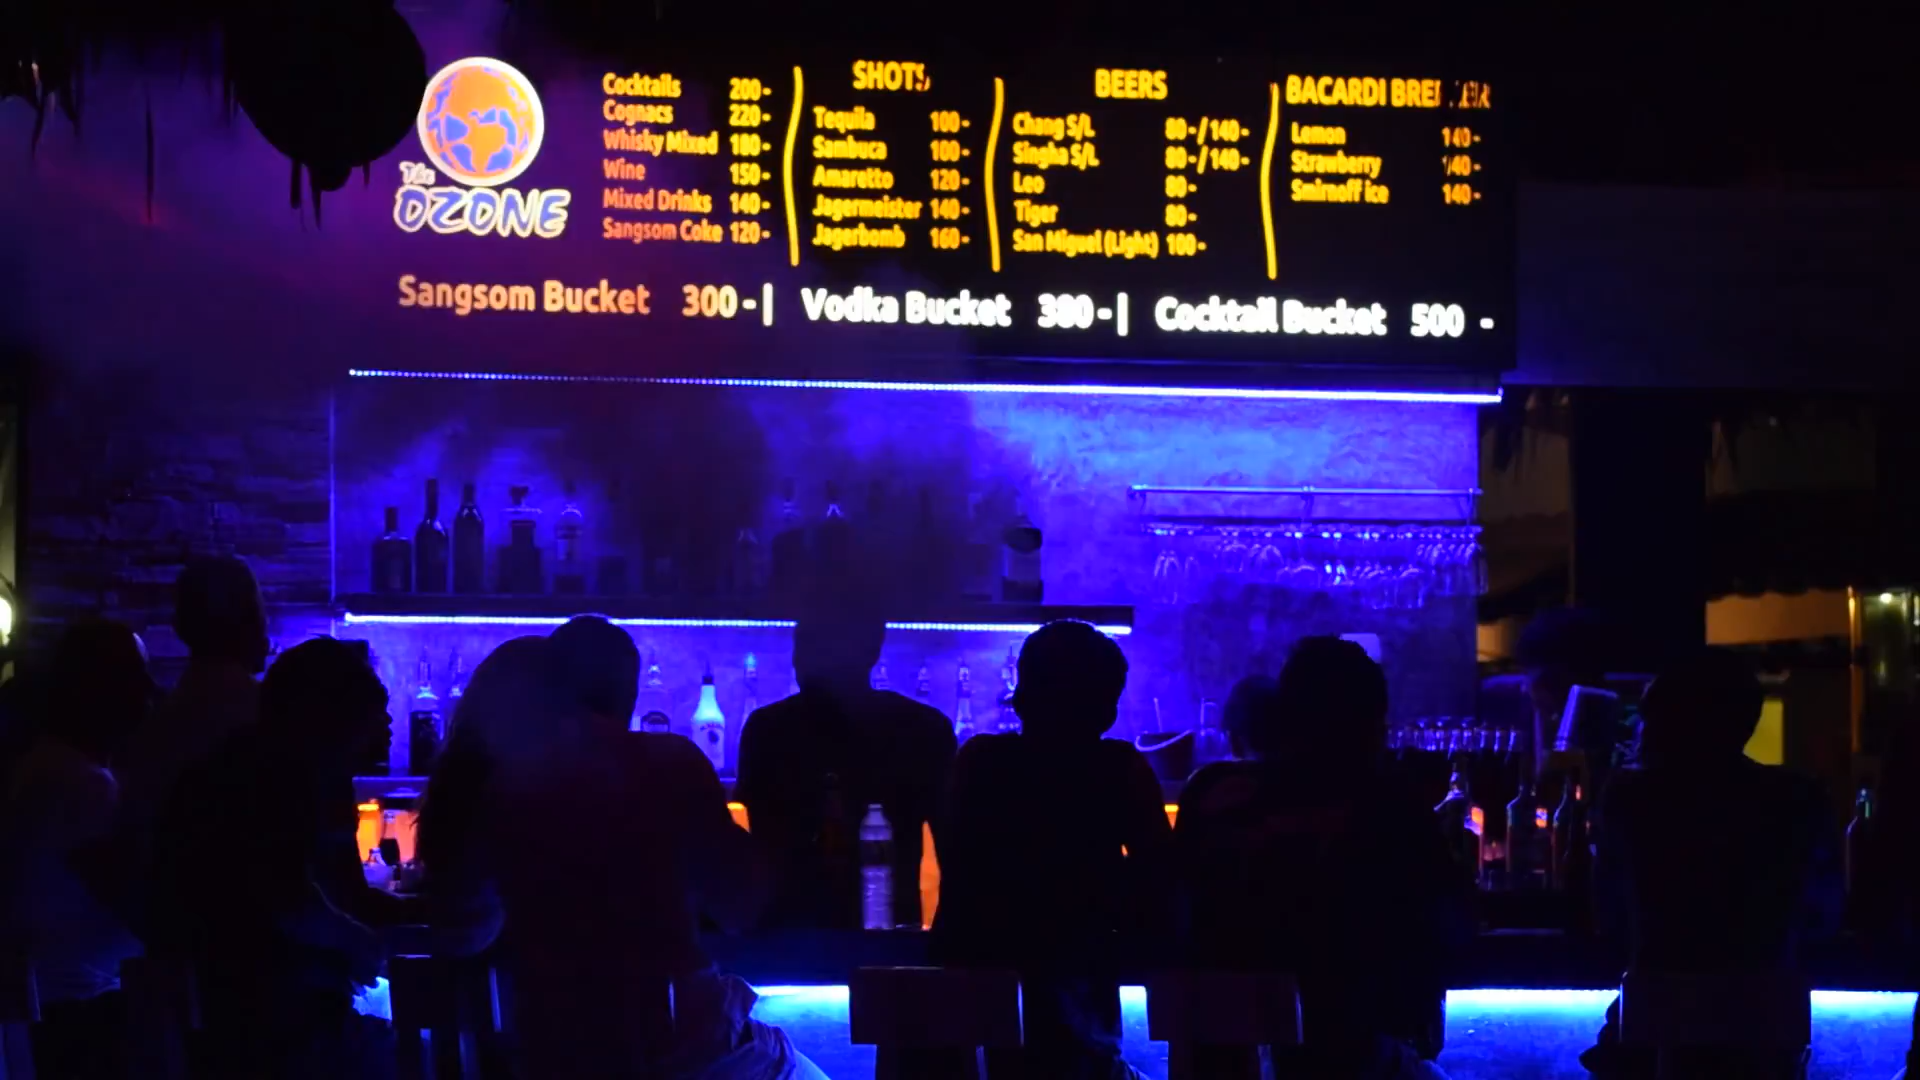 The
OZONE
Cocktails 200-
Cognacs 220-
Whisky Mixed 180-
Wine 150-
Mixed Drinks 140-
Sangsom Coke 120-
SHOTS
Tequila 100-
Sambuca 100-
Amaretto 120-
Jagermeister 140-
Jagerbomb 160-
BEERS
Chang S/L 80-/140-
Singha S/L 80-/140-
Leo 80-
Tiger 80-
San Miguel (Light) 100-
BACARDI
Lemon 140-
Strawberry 140-
Smirnoff ice 140-
Sangsom Bucket 300-| Vodka Bucket 380-| Cocktail Bucket 500 -